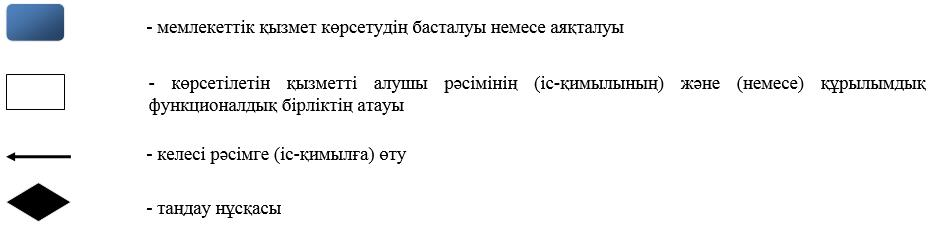 - мемлекеттік қызмет көрсетудің басталуы немесе аяқталуы
- көрсетілетін қызметті алушы рәсімінің (іс-қимылының) және (немесе) құрылымдық
функционалдық бірліктің атауы
- келесі рәсімге (іс-қимылға) өту
- тандау нұсқасы